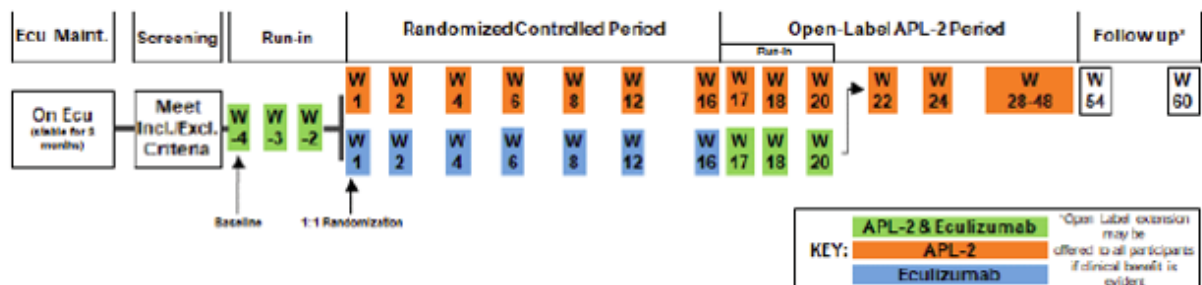 Ecu Maint. Screening Run-in Randomized Controlled Period Open-Label APL-2 Period Follow up*
Run-In
W 1 W 2 W 4 W 6 W 8 W 12 W 16 W 17 W 18 W 20 W 22 W 24 W 28-48 W 54 W 60
On Ecu
(stable for 3
months)
Meet
Incl./Excl.
Criteria
W -4 W -3 W -2
W 1 W 2 W 4 W 6 W 8 W 12 W 16 W 17 W 18 W 20
Baseline
1:1 Randomization
KEY:
APL-2 & Eculizumab
APL-2
Eculizumab
*Open Label extension
may be
offered to all participants
if clinical benefit is
evident